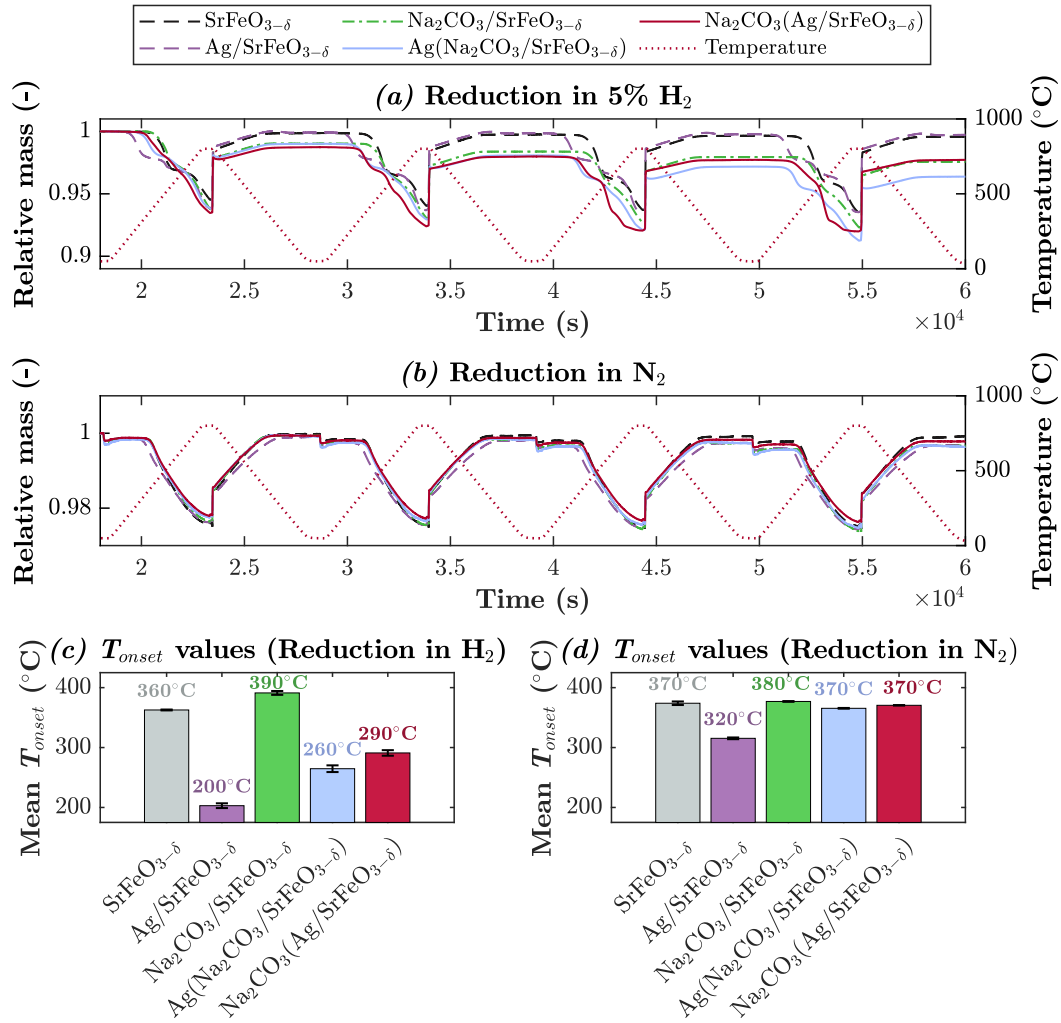 SrFeO₃₋δ
Na₂CO₃/SrFeO₃₋δ
Na₂CO₃(Ag/SrFeO₃₋δ)
Ag/SrFeO₃₋δ
Ag(Na₂CO₃/SrFeO₃₋δ)
Temperature
(a) Reduction in 5% H₂
Relative mass (-)
1
0.95
0.9
1000
500
0
Temperature (°C)
2 2.5 3 3.5 4 4.5 5 5.5 6
Time (s)
×10⁴
(b) Reduction in N₂
Relative mass (-)
1
0.98
1000
500
0
Temperature (°C)
2 2.5 3 3.5 4 4.5 5 5.5 6
Time (s)
×10⁴
(c) Tonset values (Reduction in H₂)
Mean Tonset (°C)
400
300
200
360°C
200°C
390°C
260°C
290°C
SrFeO₃₋δ
Ag/SrFeO₃₋δ
Na₂CO₃/SrFeO₃₋δ
Ag(Na₂CO₃/SrFeO₃₋δ)
Na₂CO₃(Ag/SrFeO₃₋δ)
(d) Tonset values (Reduction in N₂)
Mean Tonset (°C)
400
300
200
370°C
320°C
380°C
370°C
370°C
SrFeO₃₋δ
Ag/SrFeO₃₋δ
Na₂CO₃/SrFeO₃₋δ
Ag(Na₂CO₃/SrFeO₃₋δ)
Na₂CO₃(Ag/SrFeO₃₋δ)